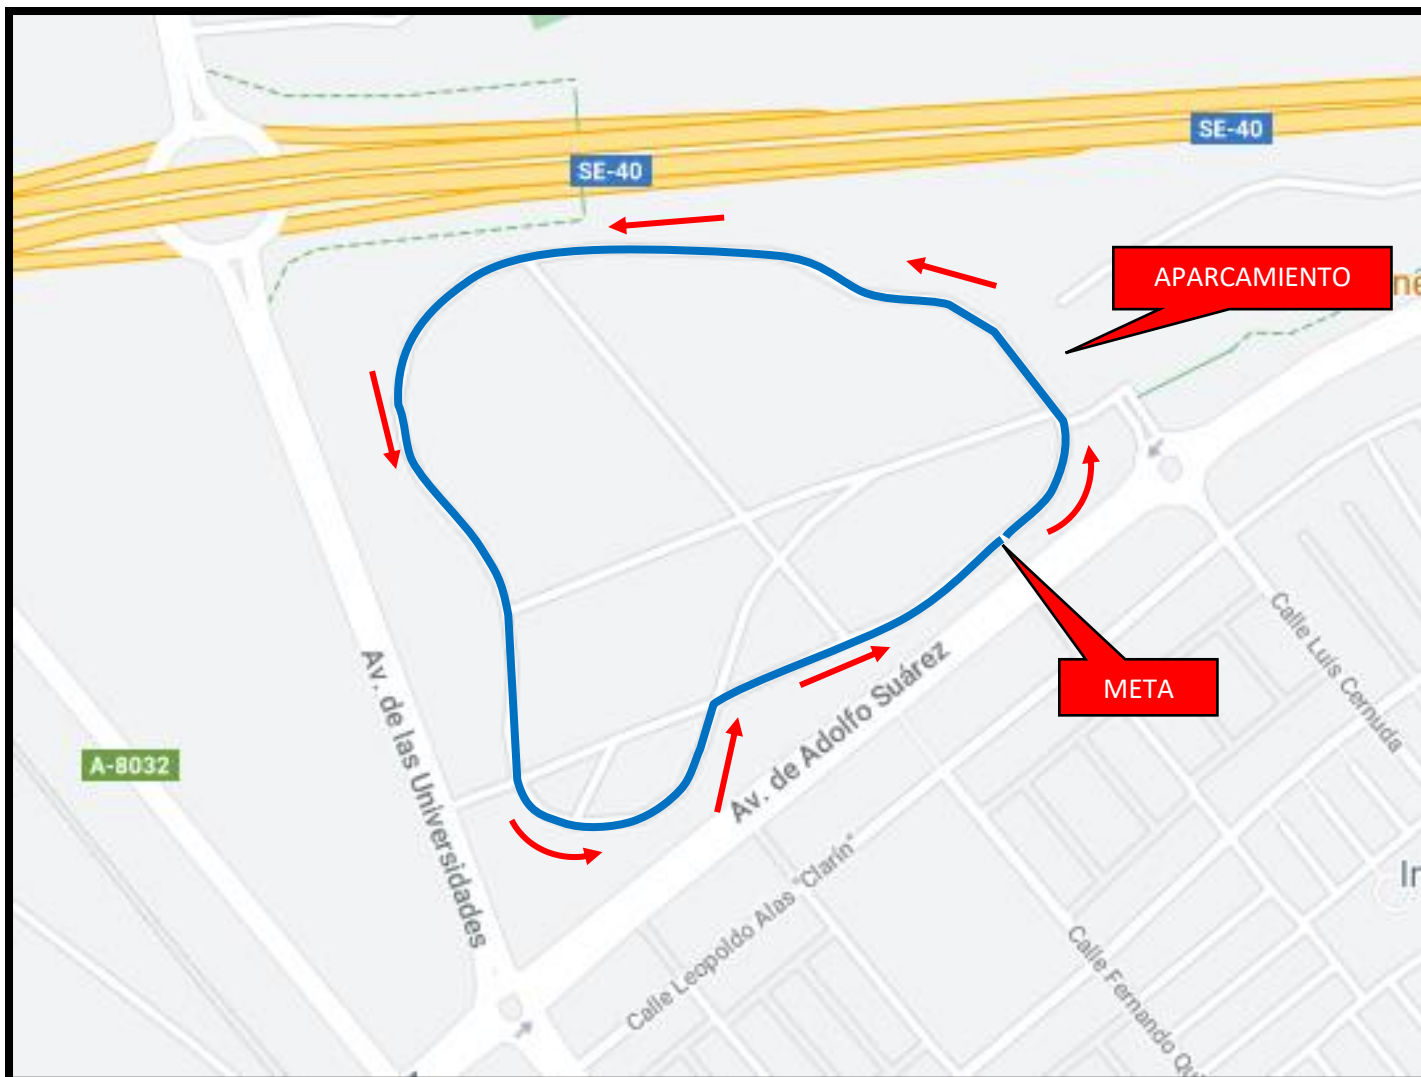 SE-40
SE-40
APARCAMIENTO
Av. de las Universidades
Av. de Adolfo Suárez
META
Calle Luis Cernuda
A-8032
Calle Leopoldo Alas "Clarín"
Calle Fernando